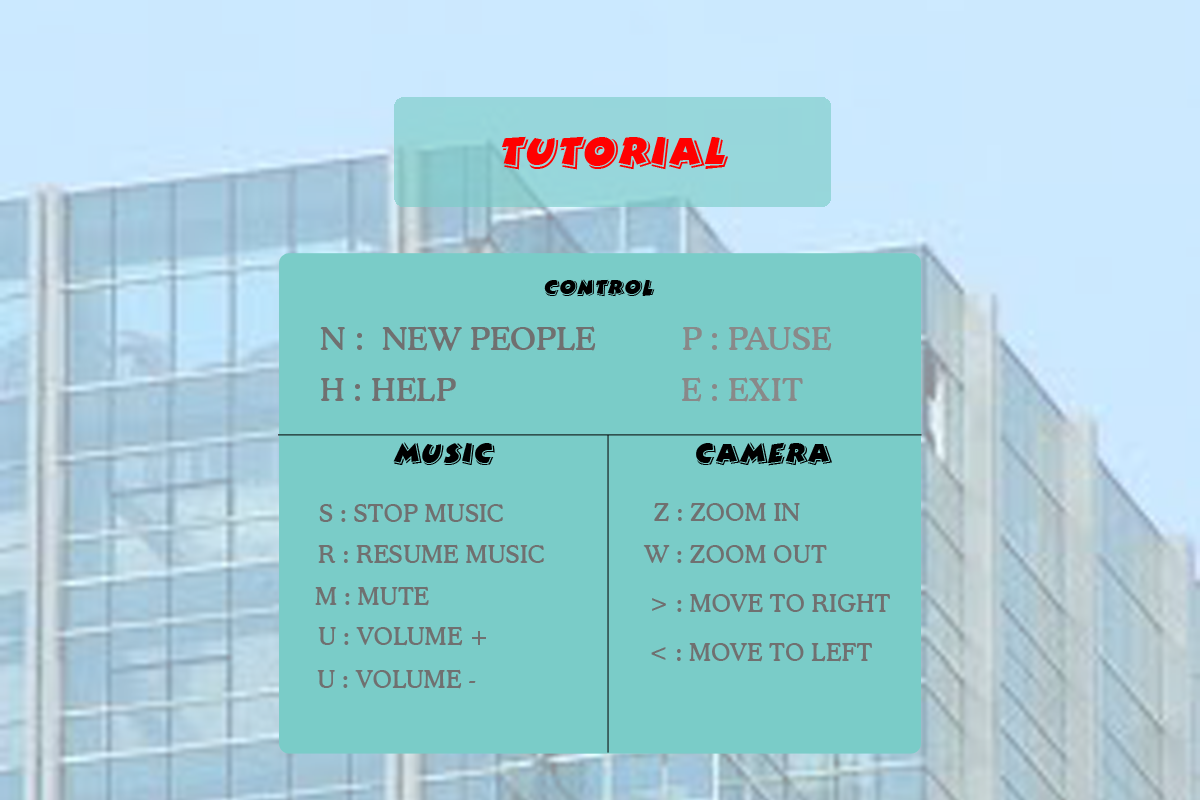 TUTORIAL
CONTROL
N : NEW PEOPLE
P : PAUSE
H : HELP
E : EXIT
MUSIC
S : STOP MUSIC
R : RESUME MUSIC
M : MUTE
U : VOLUME +
U : VOLUME -
CAMERA
Z : ZOOM IN
W : ZOOM OUT
> : MOVE TO RIGHT
< : MOVE TO LEFT